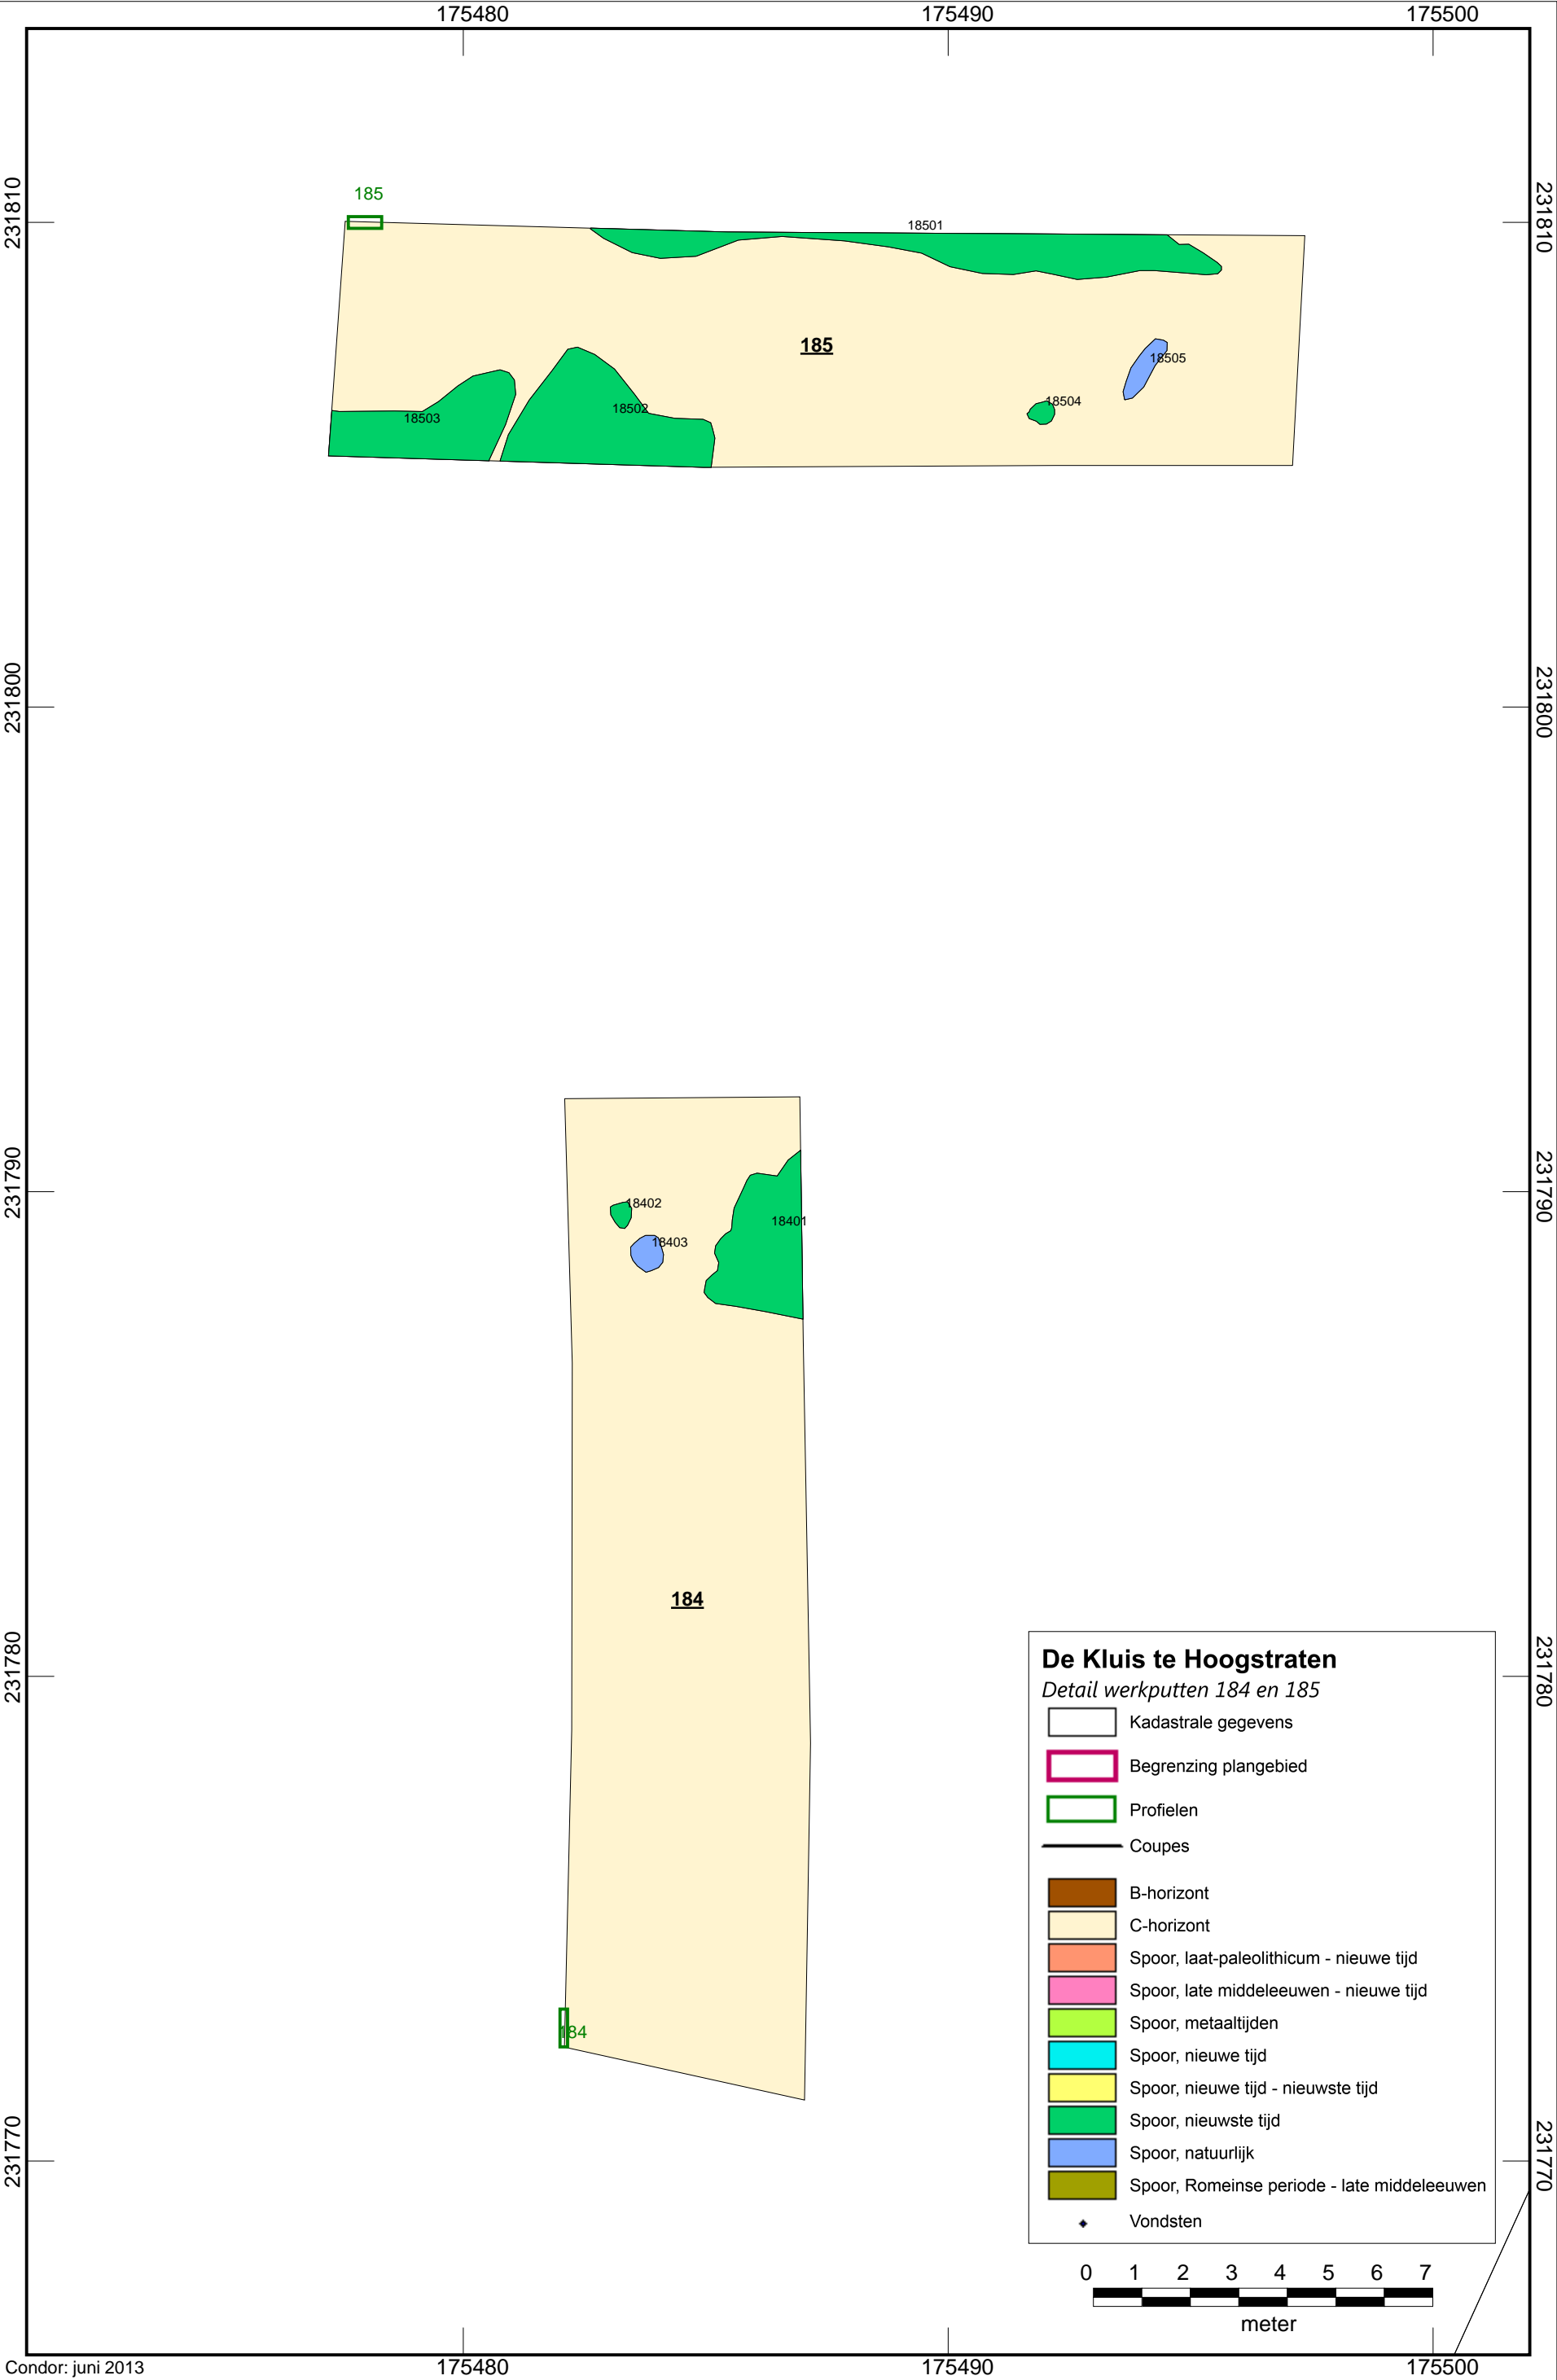 175480 175490 175500
231810
231800
231790
231780
231770
231810
231800
231790
231780
231770
185
18501
185
18505
18504
18503
18502
18402
18401
18403
184
184
De Kluis te Hoogstraten
Detail werkputten 184 en 185
Kadastrale gegevens
Begrenzing plangebied
Profielen
Coupes
B-horizont
C-horizont
Spoor, laat-paleolithicum - nieuwe tijd
Spoor, late middeleeuwen - nieuwe tijd
Spoor, metaaltijden
Spoor, nieuwe tijd
Spoor, nieuwe tijd - nieuwste tijd
Spoor, nieuwste tijd
Spoor, natuurlijk
Spoor, Romeinse periode - late middeleeuwen
Vondsten
0 1 2 3 4 5 6 7
meter
Condor: juni 2013
175480 175490 175500